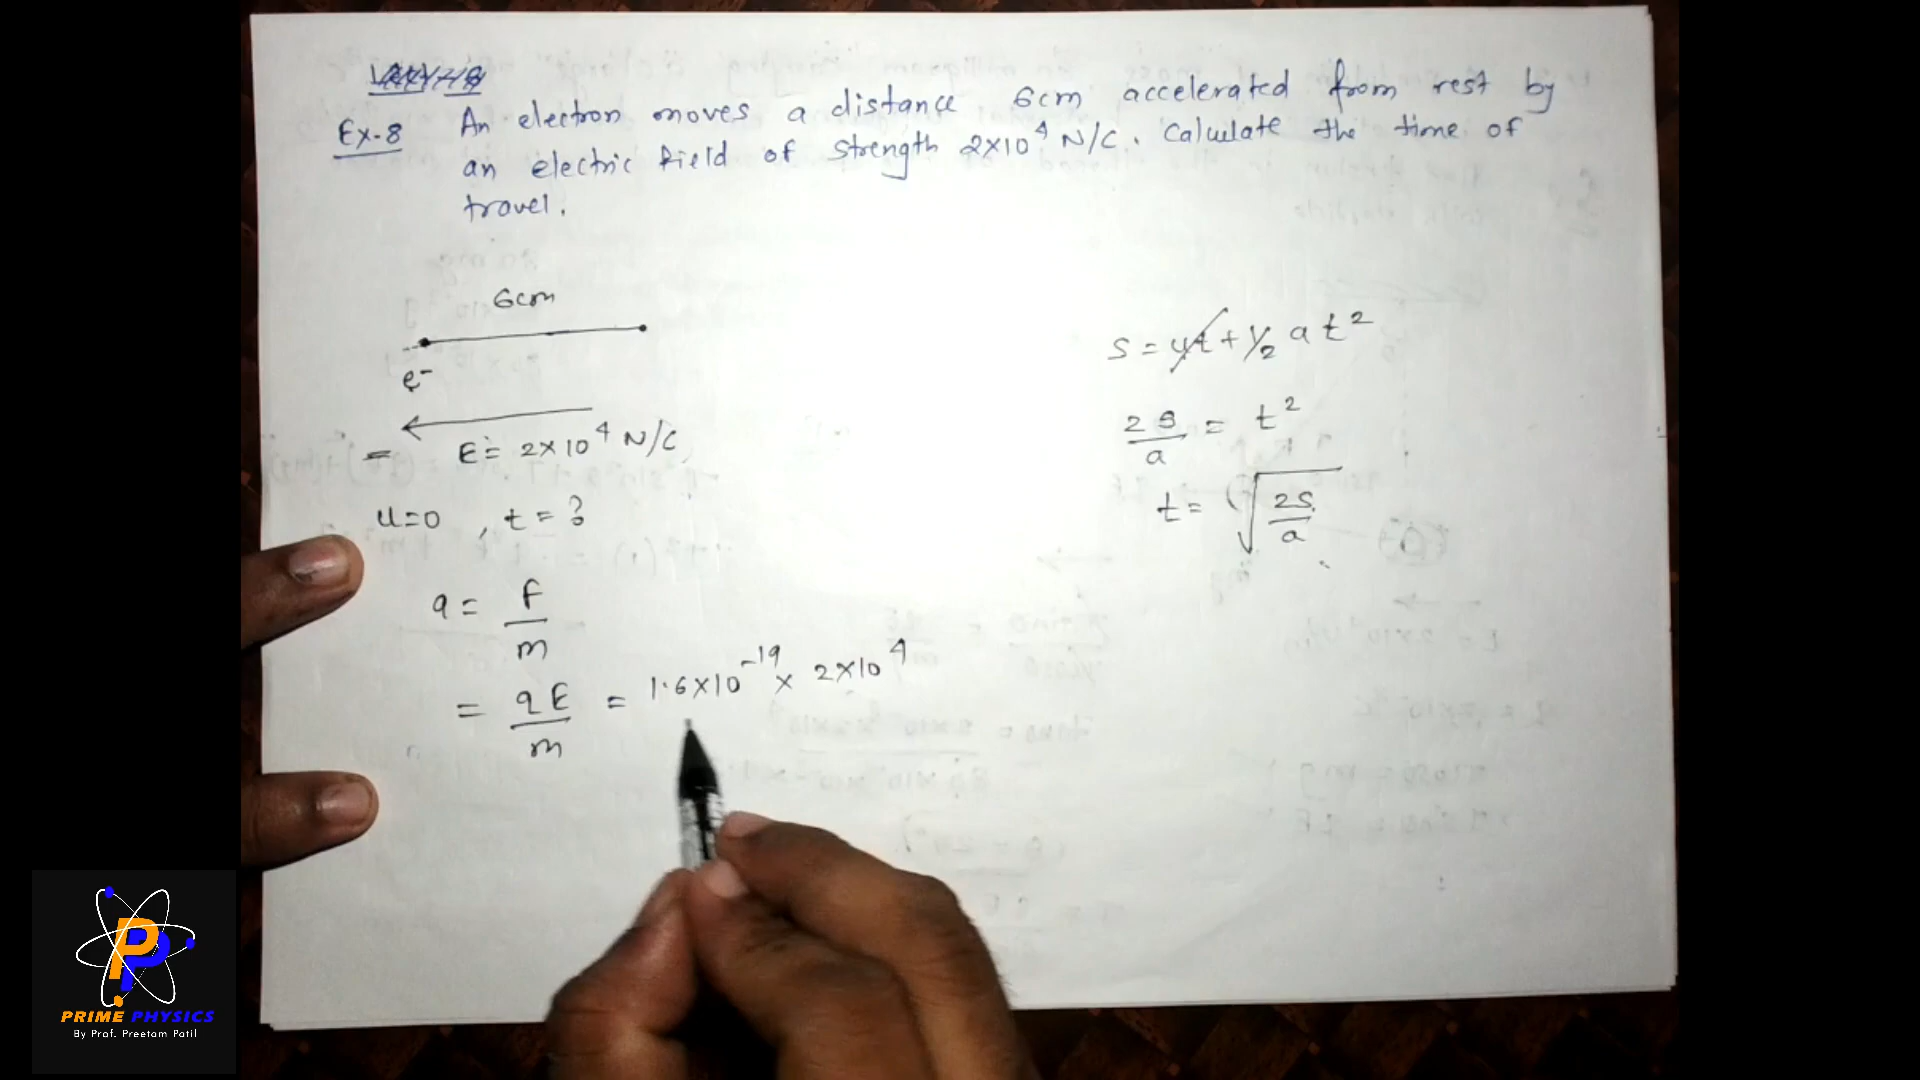 Ex-8 An electron moves a distance 6cm accelerated from rest by
an electric field of strength 2×10⁴ N/C. Calculate the time of
travel.
6cm
e⁻
E = 2×10⁴ N/C
u=0 , t = ?
a = F/m
= qE/m = 1.6×10⁻¹⁹ × 2×10⁴
s = ut + 1/2 at²
2s/a = t²
t = √(2s/a)
PRIME PHYSICS
By Prof. Preetam Patil